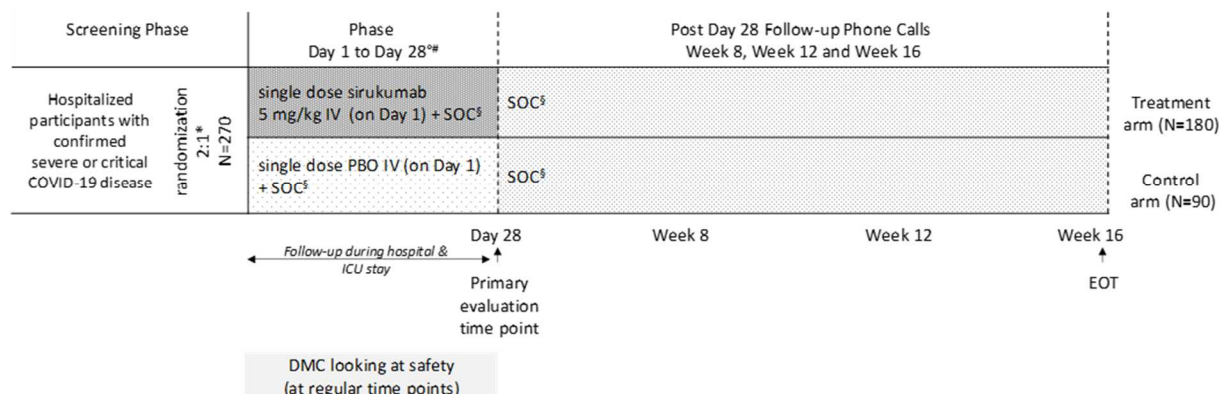 Screening Phase
Phase
Day 1 to Day 28°#
Post Day 28 Follow-up Phone Calls
Week 8, Week 12 and Week 16
Hospitalized
participants with
confirmed
severe or critical
COVID-19 disease
randomization
2:1*
N=270
single dose sirukumab
5 mg/kg IV (on Day 1) + SOC§
SOC§
Treatment
arm (N=180)
single dose PBO IV (on Day 1)
+ SOC§
SOC§
Control
arm (N=90)
Day 28
Week 8
Week 12
Week 16
Follow-up during hospital &
ICU stay
Primary
evaluation
time point
EOT
DMC looking at safety
(at regular time points)